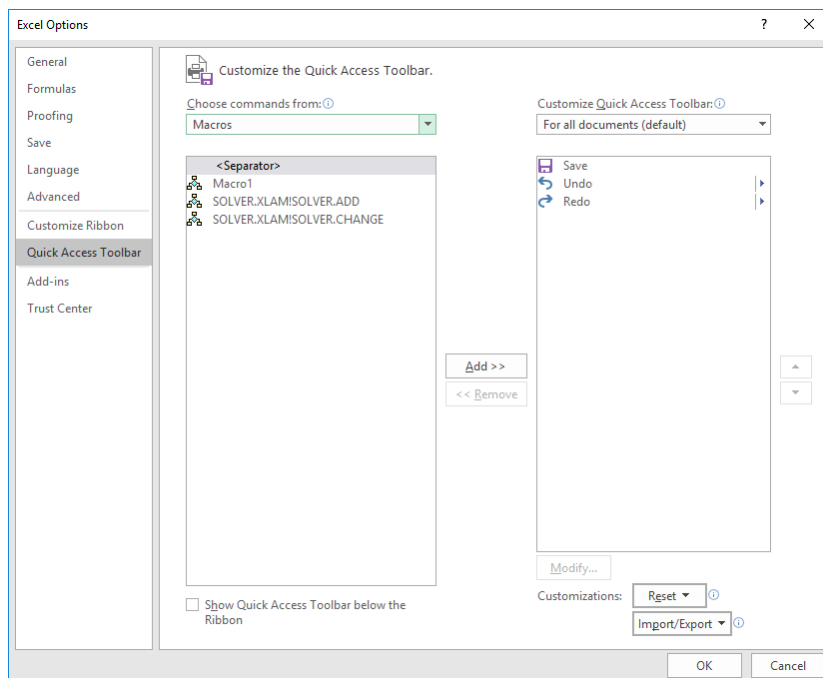 Excel Options
?
General
Formulas
Proofing
Save
Language
Advanced
Customize Ribbon
Quick Access Toolbar
Add-ins
Trust Center
Customize the Quick Access Toolbar.
Choose commands from:
Macros
<Separator>
Macro1
SOLVER.XLAM!SOLVER.ADD
SOLVER.XLAM!SOLVER.CHANGE
Show Quick Access Toolbar below the
Ribbon
Add >>
<< Remove
Customize Quick Access Toolbar:
For all documents (default)
Save
Undo
Redo
Modify...
Customizations:
Reset
Import/Export
OK
Cancel